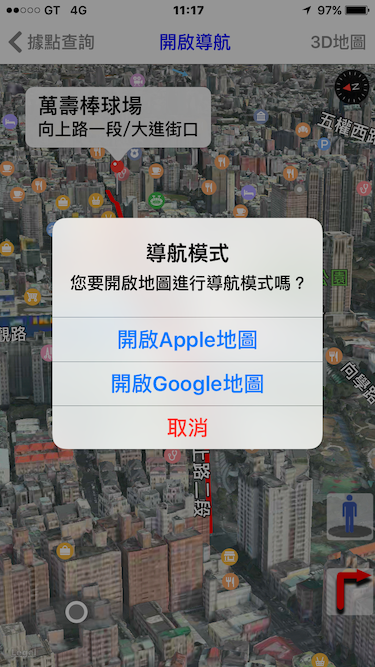 GT 4G 11:17 97%
據點查詢 開啟導航 3D地圖
N
萬壽棒球場
向上路一段/大進街口
五權西路
公園
導航模式
您要開啟地圖進行導航模式嗎？
開啟Apple地圖
開啟Google地圖
取消
觀路
向學路
上路二段